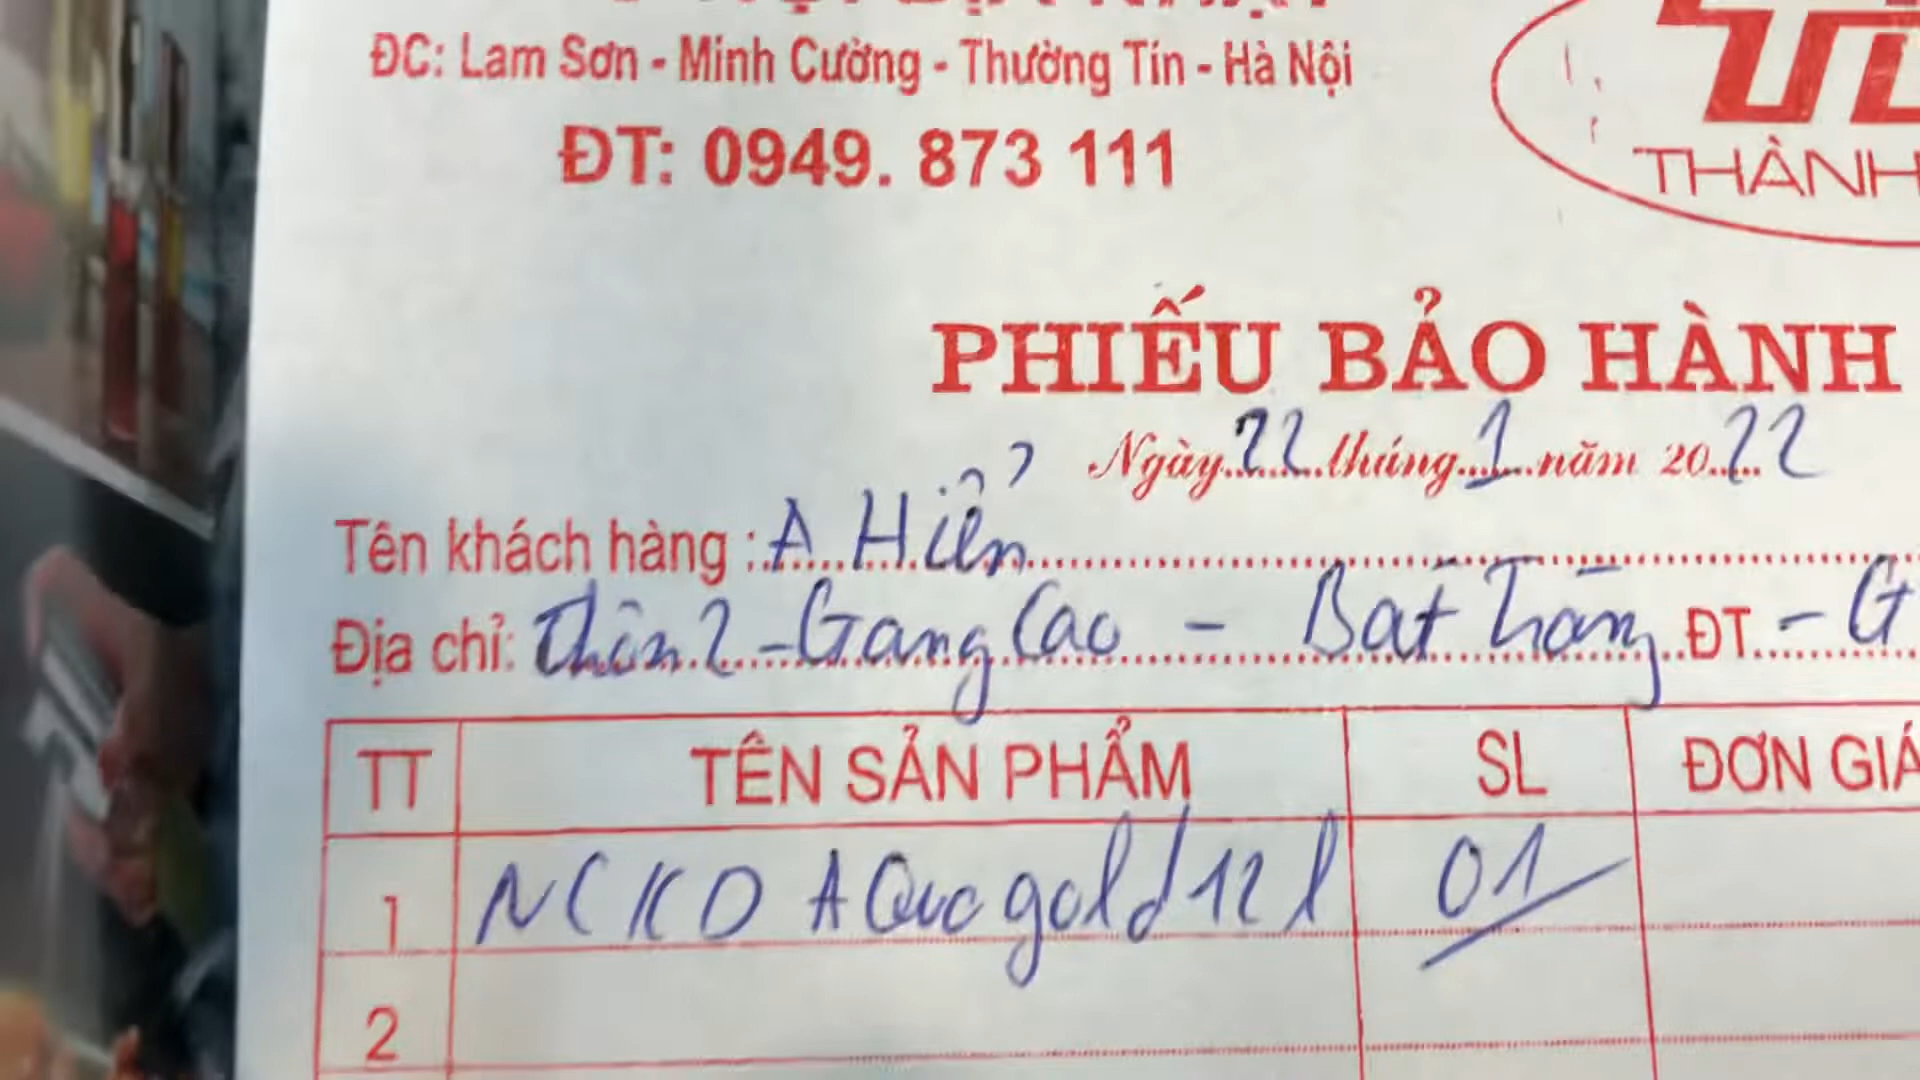 ĐC: Lam Sơn - Minh Cường - Thường Tín - Hà Nội
ĐT: 0949. 873 111
THÀNH
PHIẾU BẢO HÀNH
Ngày 22 tháng 1 năm 2022
Tên khách hàng : A Hiển
Địa chỉ: Thôn 2 - Giang Cao - Bát Tràng ĐT - G
TT TÊN SẢN PHẨM SL ĐƠN GIÁ
1 NCKD AQua gold 12 l 01
2